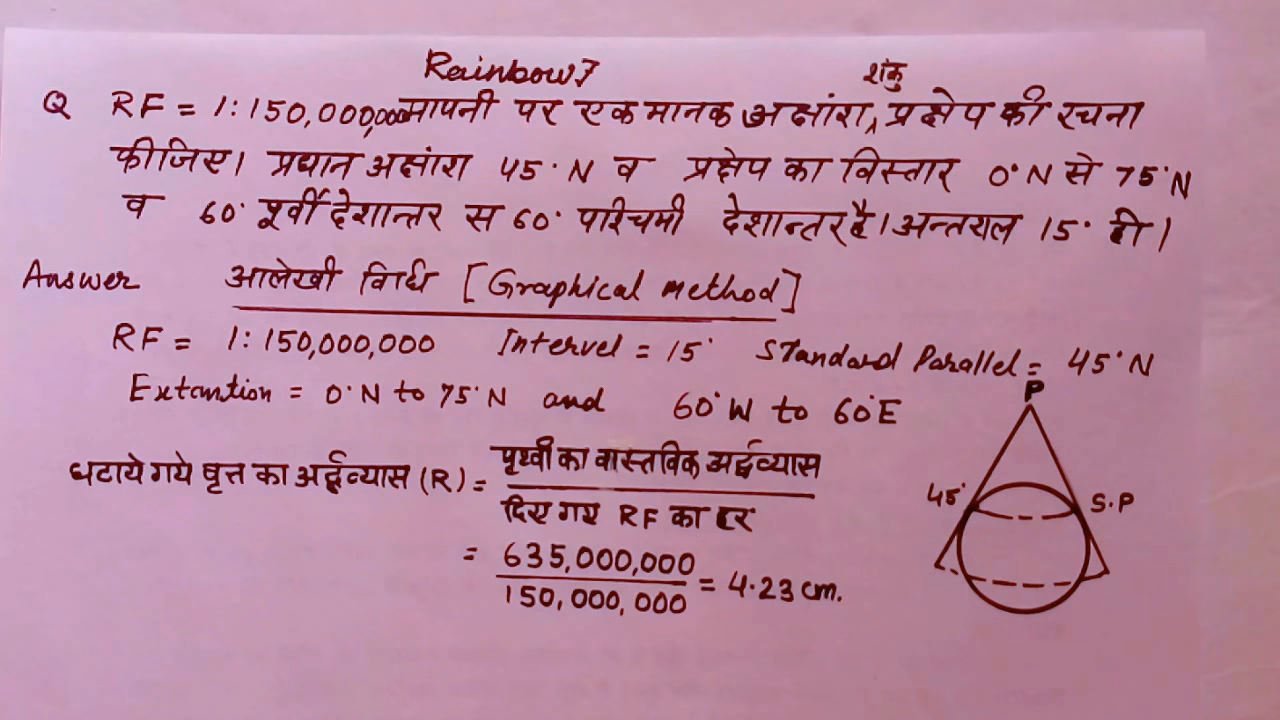 Rainbow7
Q RF = 1:150,000,000 मापनी पर एक मानक अक्षांश, शंकु प्रक्षेप की रचना
कीजिए। प्रधान अक्षांश 45°N व प्रक्षेप का विस्तार 0°N से 75°N
व 60° पूर्वी देशान्तर स 60° पश्चिमी देशान्तर है। अन्तराल 15° हो।
Answer आलेखी विधि [Graphical method]
RF = 1:150,000,000 Intervel = 15° Standard Parallel = 45°N
Extantion = 0°N to 75°N and 60°W to 60°E
घटाये गये वृत्त का अर्द्धव्यास (R) = पृथ्वी का वास्तविक अर्द्धव्यास
दिए गए RF का हर
= 635,000,000
150,000,000
= 4.23 cm.
P
45°
S.P